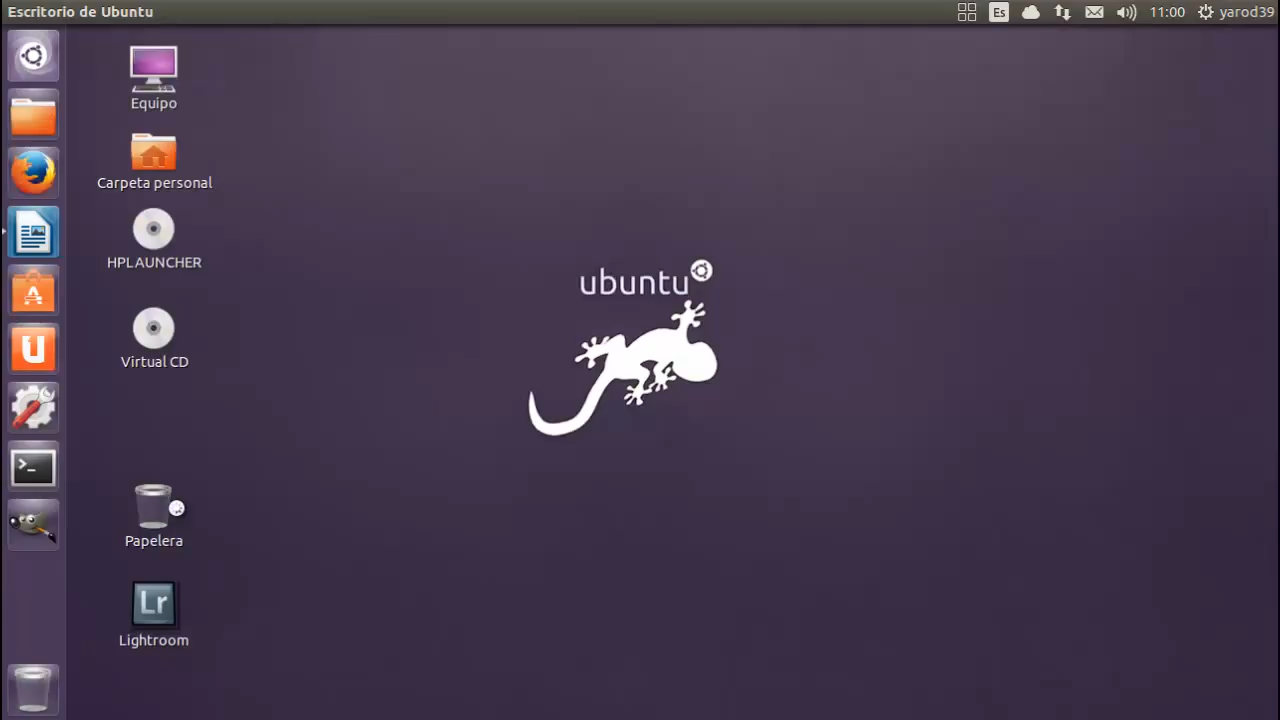 Escritorio de Ubuntu
Es
11:00
yarod39
Equipo
Carpeta personal
HPLAUNCHER
Virtual CD
ubuntu
Papelera
Lr
Lightroom
A
U
>_